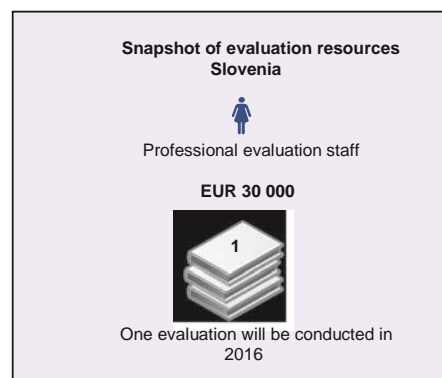 Snapshot of evaluation resources
Slovenia
Professional evaluation staff
EUR 30 000
1
One evaluation will be conducted in
2016